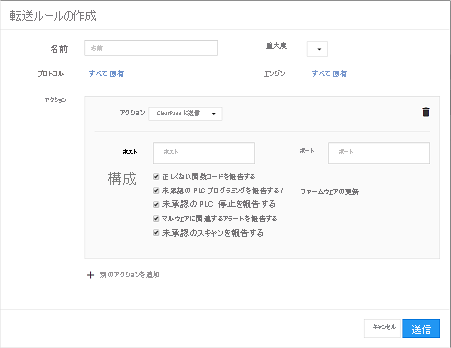 転送ルールの作成
名前 名前 重大度
プロトコル すべて 固有 エンジン すべて 固有
アクション
アクション ClearPass に送信
ホスト ホスト ポート ポート
構成
正しくない関数コードを報告する
未承認の PLC プログラミングを報告する/ ファームウェアの更新
未承認の PLC 停止を報告する
マルウェアに関連するアラートを報告する
未承認のスキャンを報告する
別のアクションを追加
キャンセル 送信